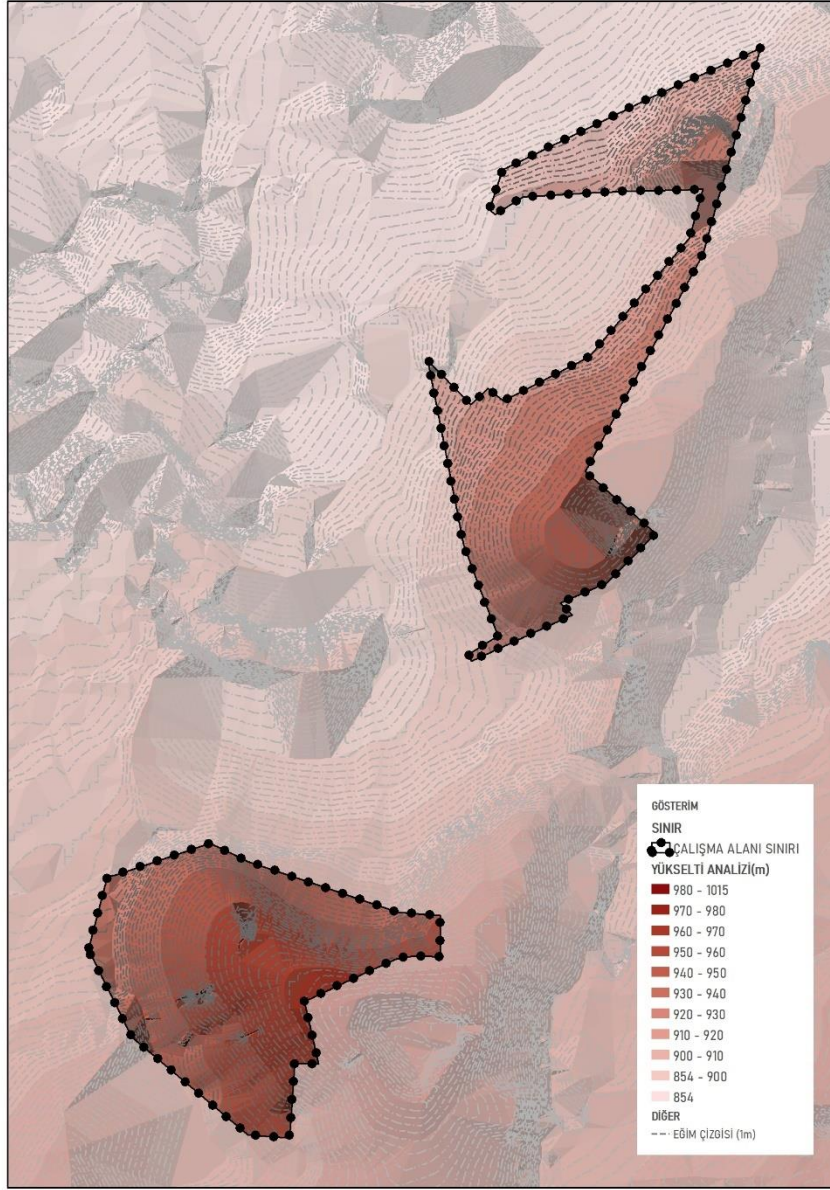 GÖSTERİM
SINIR
ÇALIŞMA ALANI SINIRI
YÜKSELTİ ANALİZİ(m)
980 - 1015
970 - 980
960 - 970
950 - 960
940 - 950
930 - 940
920 - 930
910 - 920
900 - 910
854 - 900
854
DİĞER
EĞİM ÇİZGİSİ (1m)